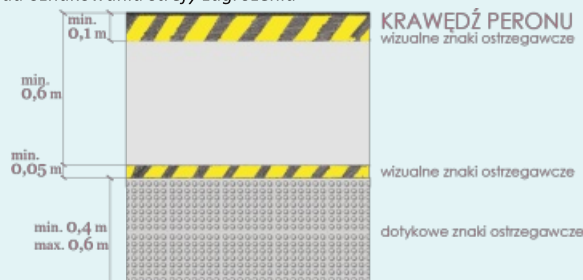 min.
0,1 m
KRAWĘDŹ PERONU
wizualne znaki ostrzegawcze
min.
0,6 m
min.
0,05 m
wizualne znaki ostrzegawcze
min. 0,4 m
max. 0,6 m
dotykowe znaki ostrzegawcze